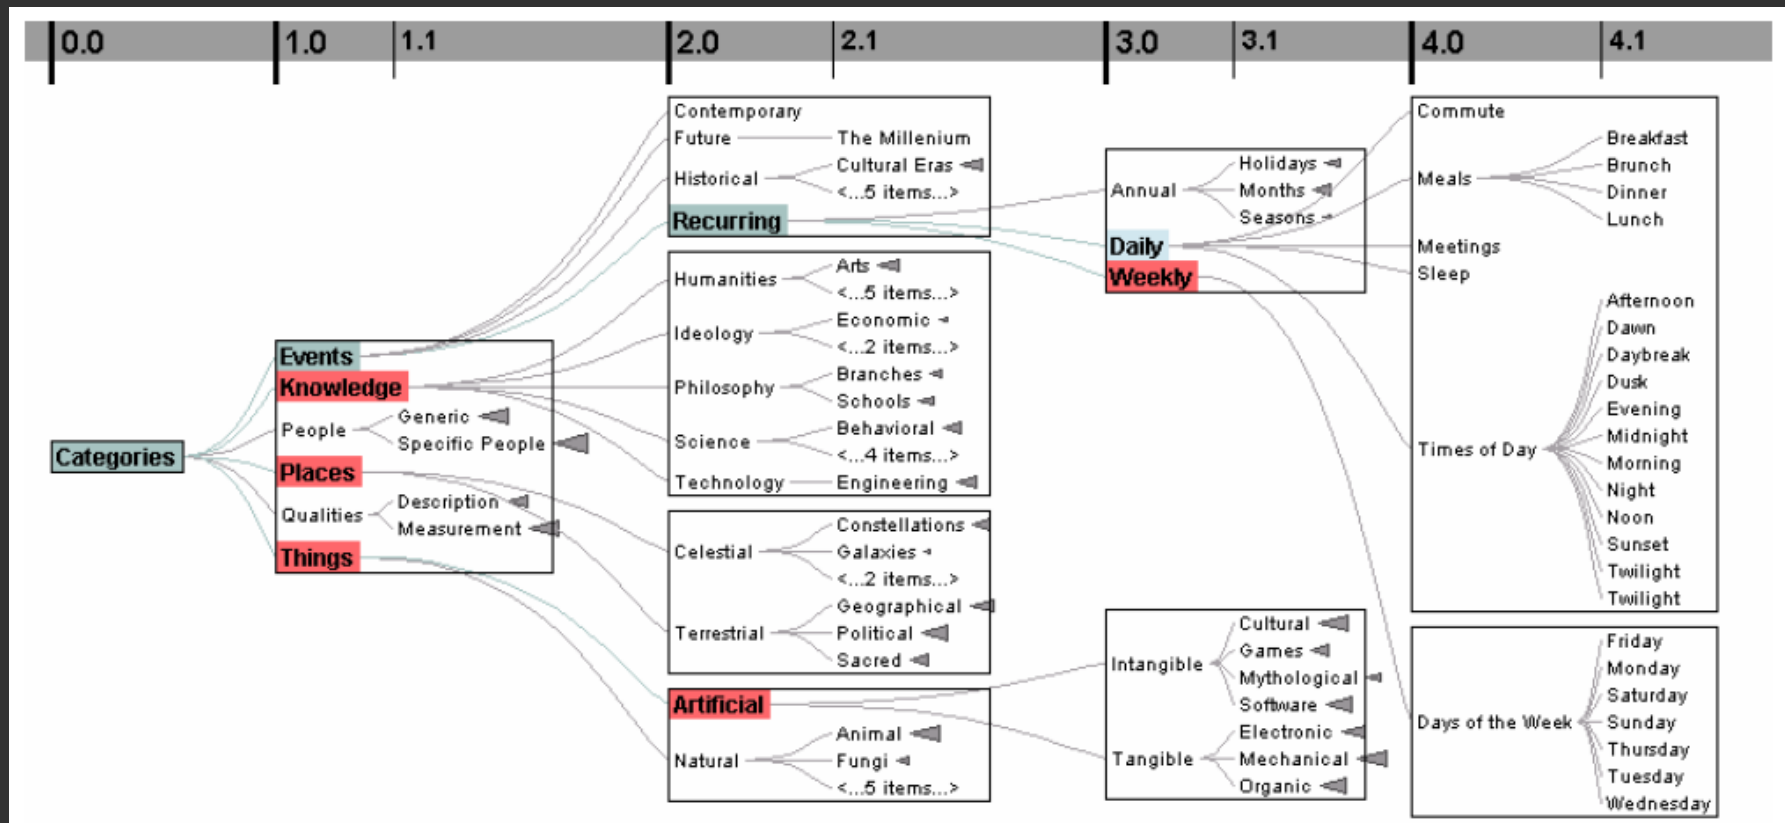 0.0
1.0
1.1
2.0
2.1
3.0
3.1
4.0
4.1
Categories
Events
Knowledge
People
Generic
Specific People
Places
Qualities
Description
Measurement
Things
Contemporary
Future
The Millenium
Historical
Cultural Eras
<...5 items...>
Recurring
Humanities
Arts
<...5 items...>
Ideology
Economic
<...2 items...>
Philosophy
Branches
Schools
Science
Behavioral
<...4 items...>
Technology
Engineering
Celestial
Constellations
Galaxies
<...2 items...>
Terrestrial
Geographical
Political
Sacred
Artificial
Natural
Animal
Fungi
<...5 items...>
Annual
Holidays
Months
Seasons
Daily
Weekly
Intangible
Cultural
Games
Mythological
Software
Tangible
Electronic
Mechanical
Organic
Commute
Meals
Breakfast
Brunch
Dinner
Lunch
Meetings
Sleep
Times of Day
Afternoon
Dawn
Daybreak
Dusk
Evening
Midnight
Morning
Night
Noon
Sunset
Twilight
Twilight
Days of the Week
Friday
Monday
Saturday
Sunday
Thursday
Tuesday
Wednesday